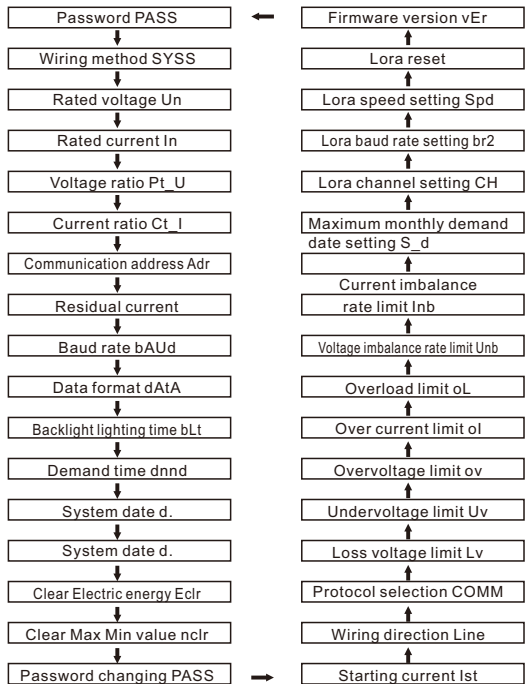 Password PASS
Wiring method SYSS
Rated voltage Un
Rated current In
Voltage ratio Pt_U
Current ratio Ct_I
Communication address Adr
Residual current
Baud rate bAUd
Data format dAtA
Backlight lighting time bLt
Demand time dnnd
System date d.
System date d.
Clear Electric energy Eclr
Clear Max Min value nclr
Password changing PASS
Firmware version vEr
Lora reset
Lora speed setting Spd
Lora baud rate setting br2
Lora channel setting CH
Maximum monthly demand
date setting S_d
Current imbalance
rate limit Inb
Voltage imbalance rate limit Unb
Overload limit oL
Over current limit oI
Overvoltage limit ov
Undervoltage limit Uv
Loss voltage limit Lv
Protocol selection COMM
Wiring direction Line
Starting current Ist